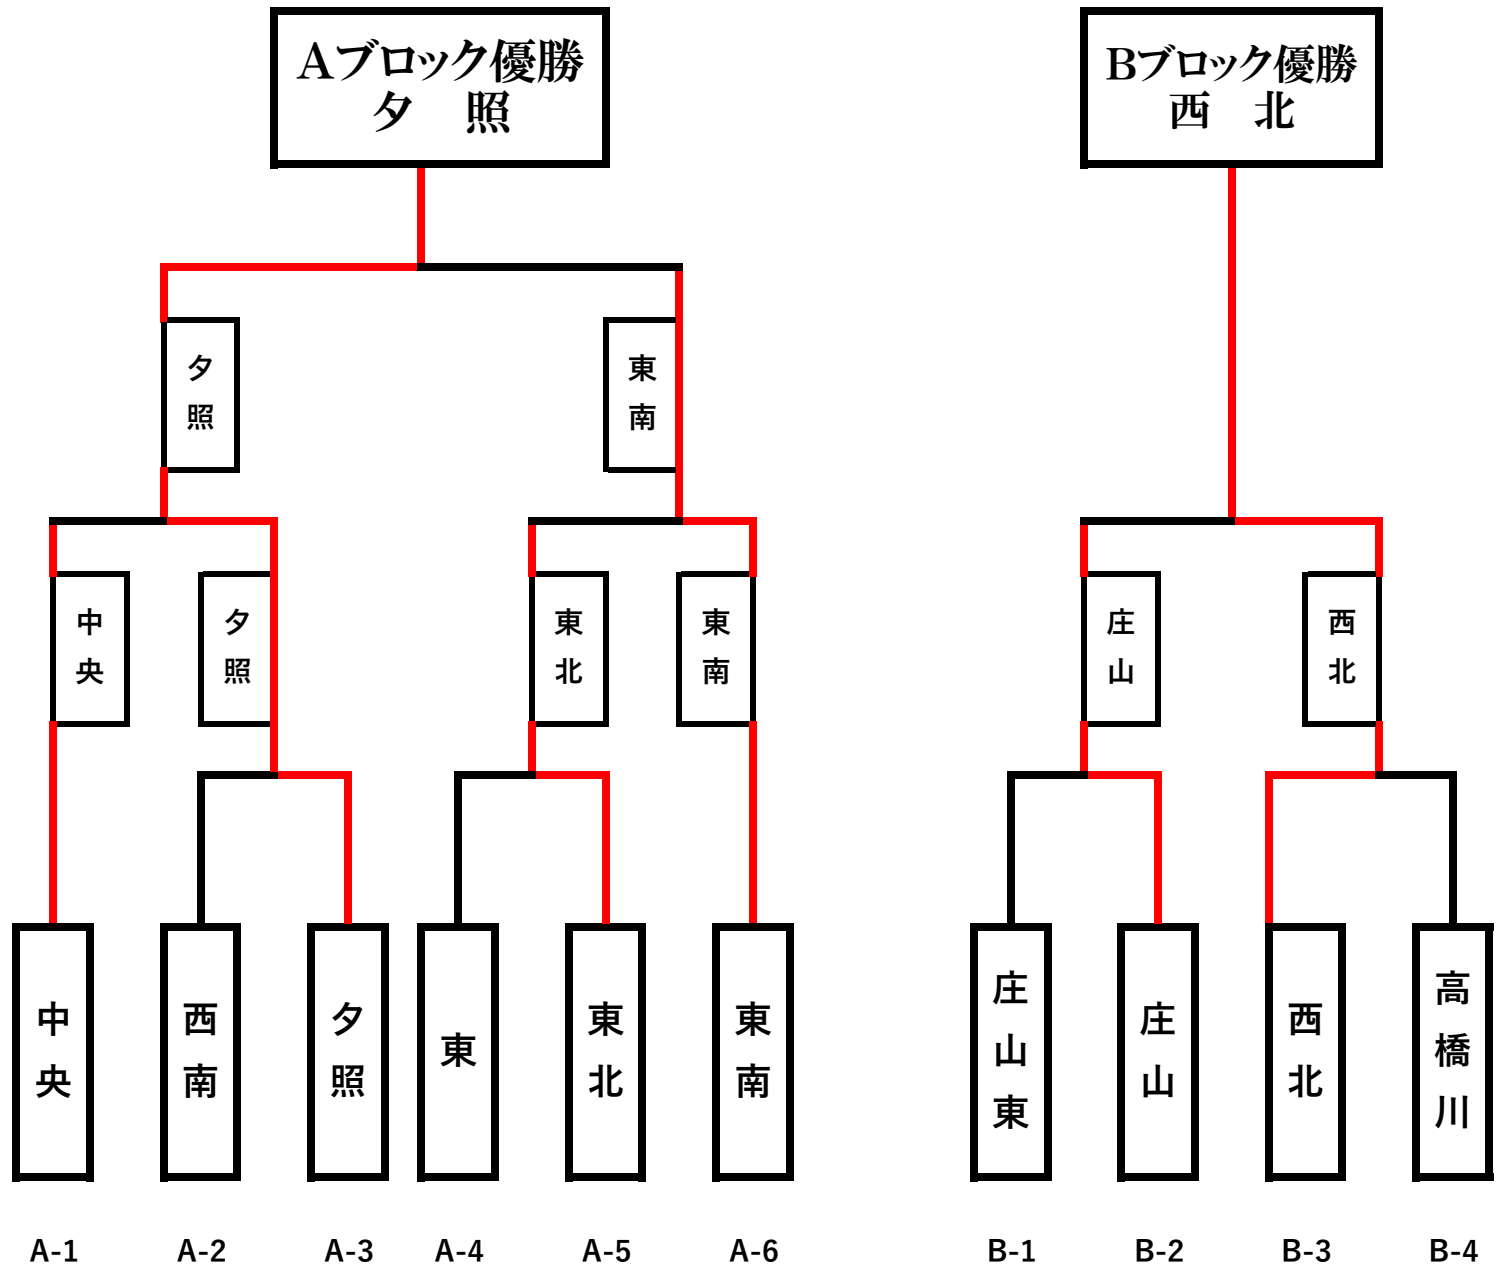 Aブロック優勝
夕　照
Bブロック優勝
西　北
夕照
東南
中央
夕照
東北
東南
庄山
西北
中央
西南
夕照
東
東北
東南
庄山東
庄山
西北
高橋川
A-1
A-2
A-3
A-4
A-5
A-6
B-1
B-2
B-3
B-4